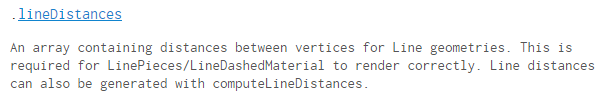 .lineDistances
An array containing distances between vertices for Line geometries. This is
required for LinePieces/LineDashedMaterial to render correctly. Line distances
can also be generated with computeLineDistances.